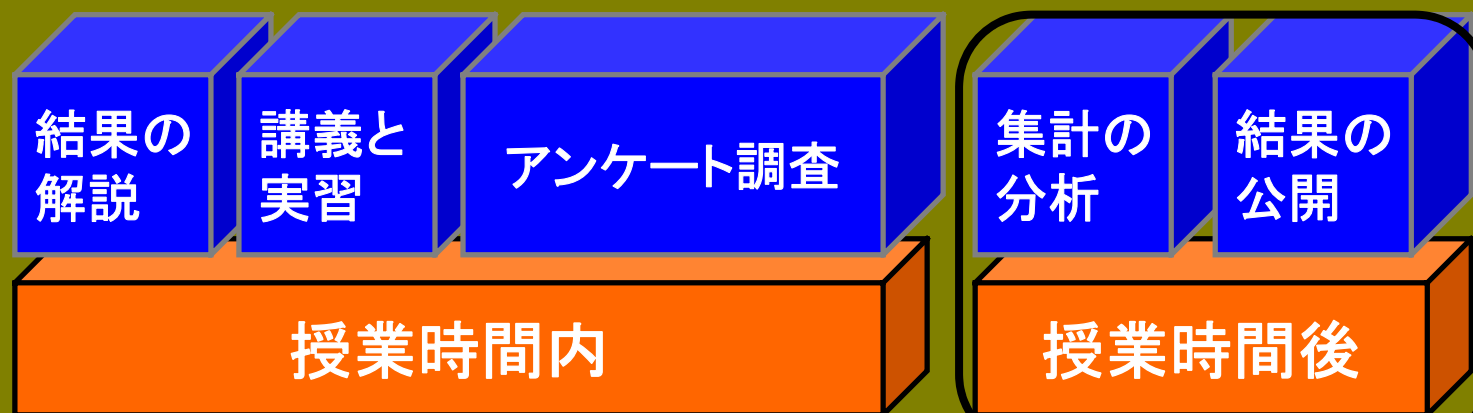 結果の
解説
講義と
実習
アンケート調査
集計の
分析
結果の
公開
授業時間内
授業時間後